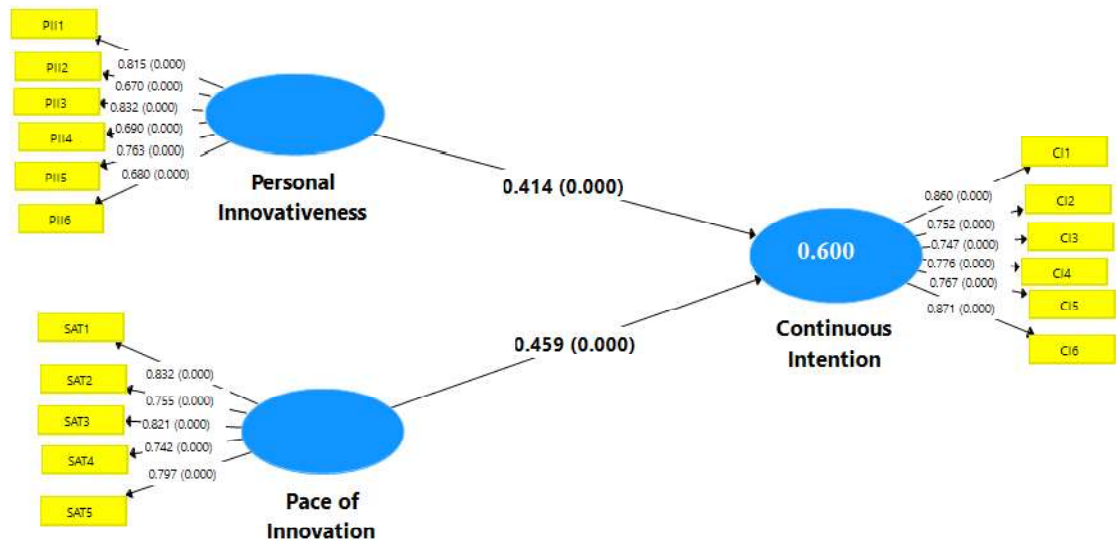 PII1
PII2
PII3
PII4
PII5
PII6
0.815 (0.000)
0.670 (0.000)
0.832 (0.000)
0.690 (0.000)
0.763 (0.000)
0.680 (0.000)
Personal
Innovativeness
0.414 (0.000)
SAT1
SAT2
SAT3
SAT4
SAT5
0.832 (0.000)
0.755 (0.000)
0.821 (0.000)
0.742 (0.000)
0.797 (0.000)
Pace of
Innovation
0.459 (0.000)
0.600
Continuous
Intention
0.860 (0.000)
0.752 (0.000)
0.747 (0.000)
0.776 (0.000)
0.767 (0.000)
0.871 (0.000)
CI1
CI2
CI3
CI4
CI5
CI6